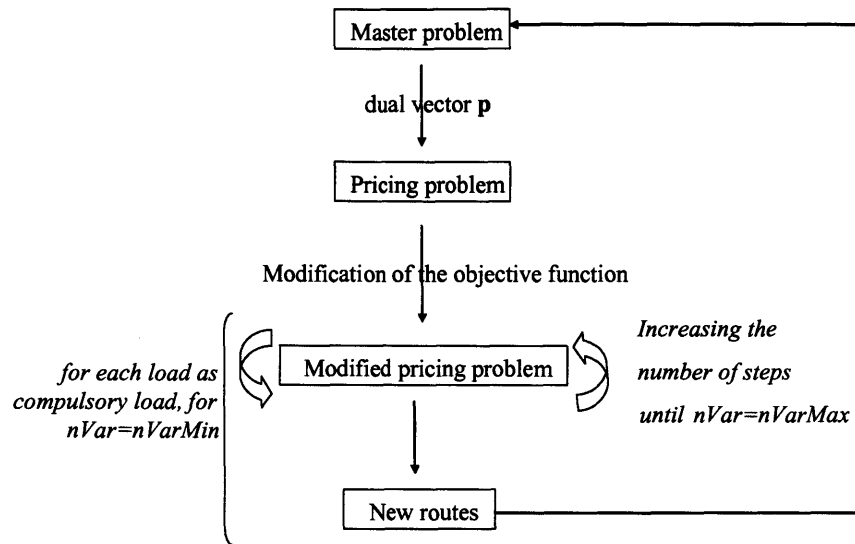 Master problem
dual vector p
Pricing problem
Modification of the objective function
for each load as
compulsory load, for
nVar=nVarMin
Modified pricing problem
Increasing the
number of steps
until nVar=nVarMax
New routes